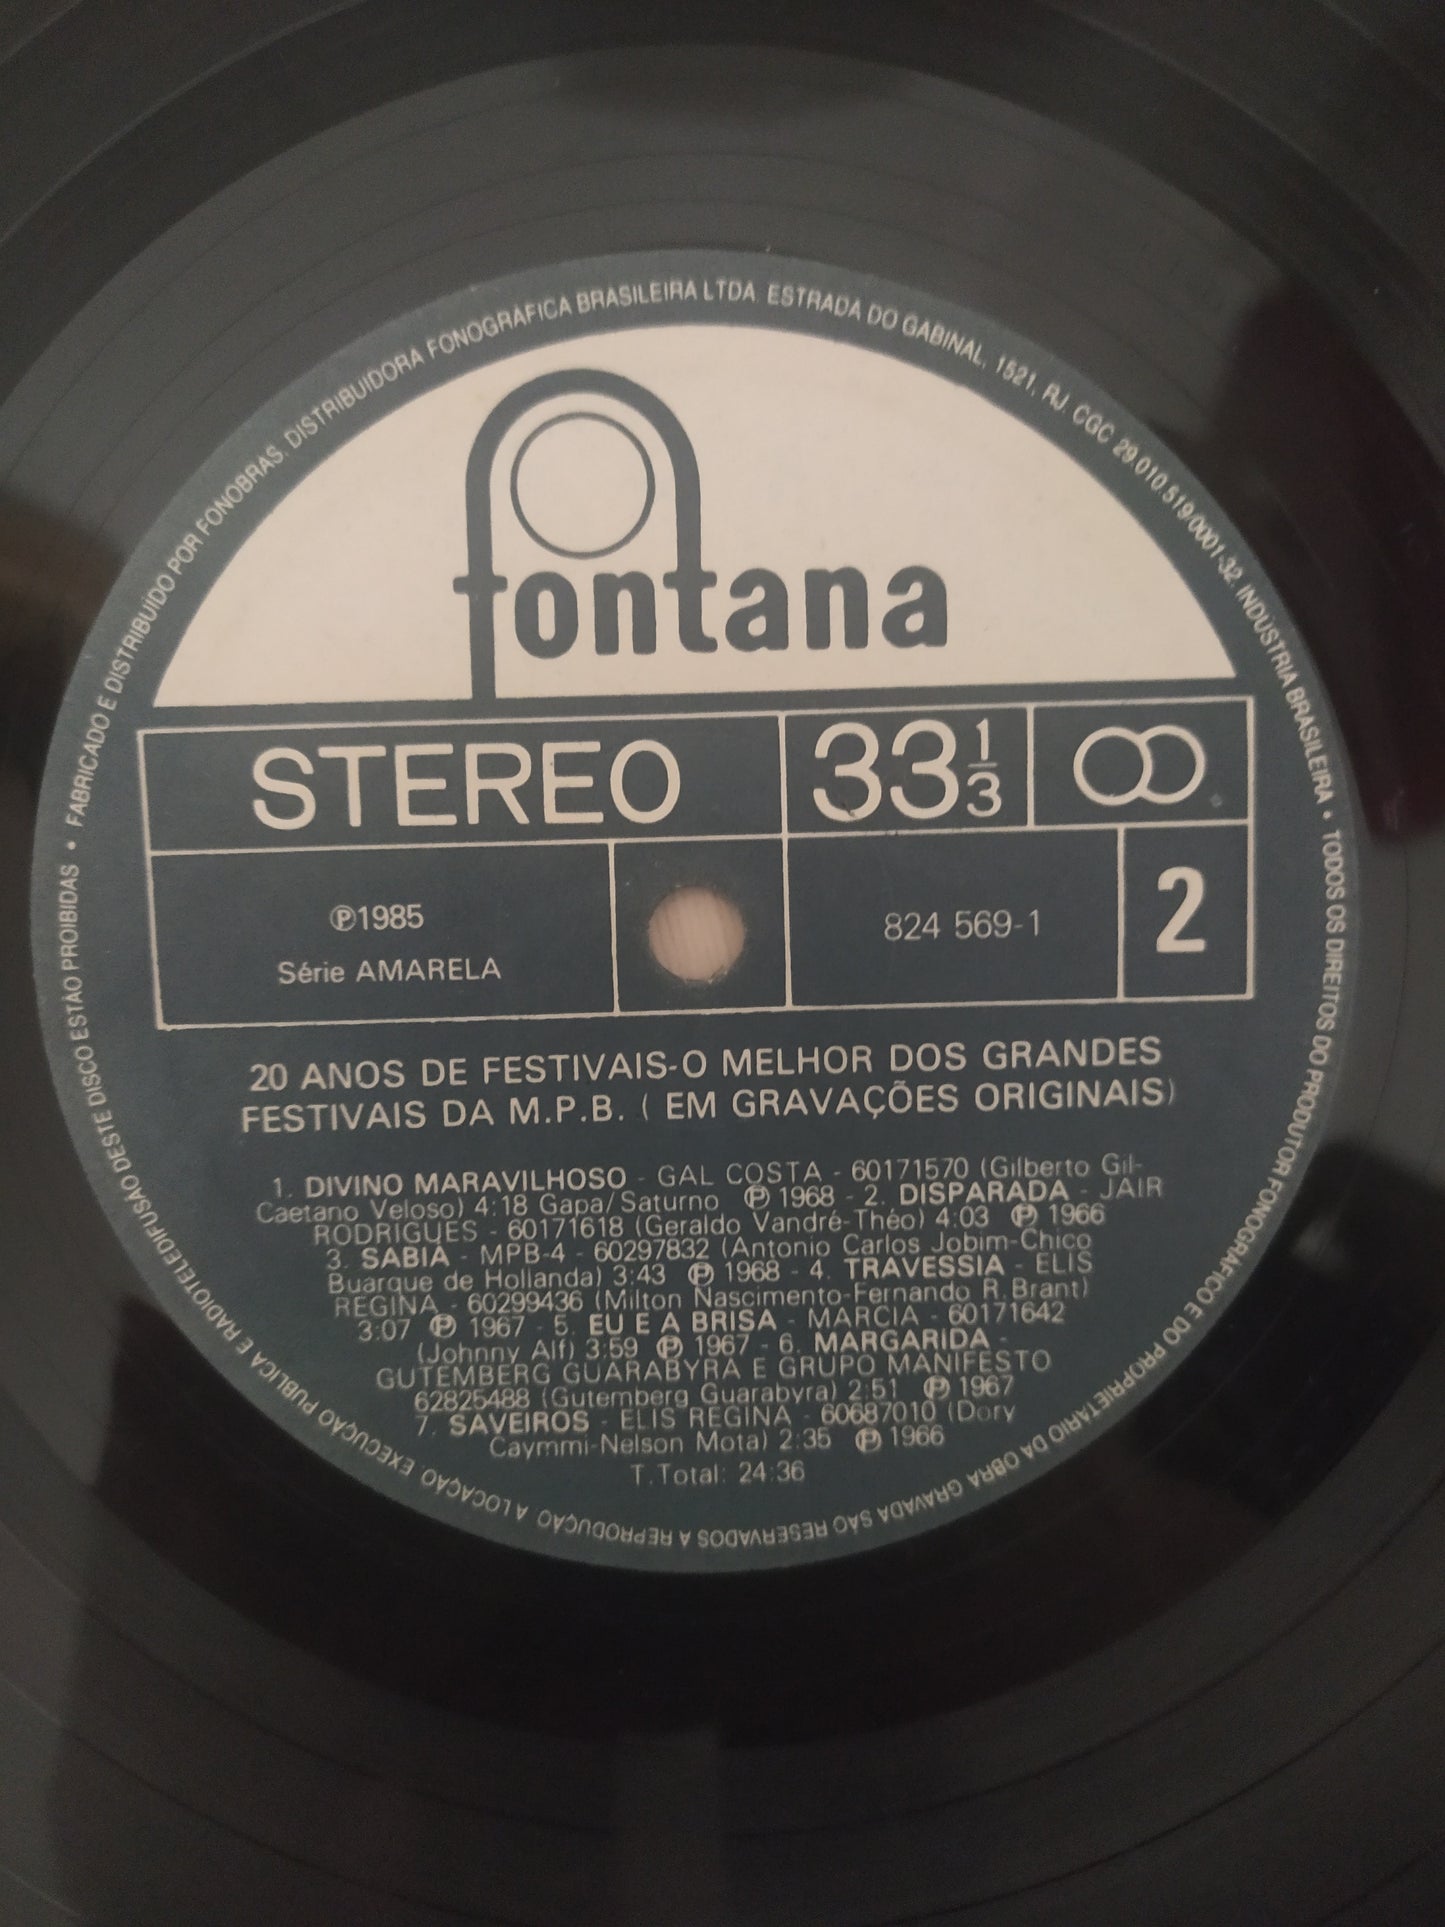 • FABRICADO E DISTRIBUÍDO POR FONOBRAS. DISTRIBUIDORA FONOGRÁFICA BRASILEIRA LTDA. ESTRADA DO GABINAL, 1521, RJ. CGC 29.010.519/0001-32. INDÚSTRIA BRASILEIRA • TODOS OS DIREITOS DO PRODUTOR FONOGRÁFICO E DO PROPRIETÁRIO DA OBRA GRAVADA SÃO RESERVADOS A REPRODUÇÃO A LOCAÇÃO, EXECUÇÃO PÚBLICA E RADIOTELEDIFUSÃO DESTE DISCO ESTÃO PROIBIDAS
fontana
STEREO 33 1/3
℗1985 824 569-1 2
Série AMARELA
20 ANOS DE FESTIVAIS-O MELHOR DOS GRANDES
FESTIVAIS DA M.P.B. ( EM GRAVAÇÕES ORIGINAIS)
1. DIVINO MARAVILHOSO - GAL COSTA - 60171570 (Gilberto Gil-
Caetano Veloso) 4:18 Gapa/Saturno ℗ 1968 - 2. DISPARADA - JAIR
RODRIGUES - 60171618 (Geraldo Vandré-Théo) 4:03 ℗ 1966
3. SABIA - MPB-4 - 60297832 (Antonio Carlos Jobim-Chico
Buarque de Hollanda) 3:43 ℗ 1968 - 4. TRAVESSIA - ELIS
REGINA - 60299436 (Milton Nascimento-Fernando R. Brant)
3:07 ℗ 1967 - 5. EU E A BRISA - MARCIA - 60171642
(Johnny Alf) 3:59 ℗ 1967 - 6. MARGARIDA -
GUTEMBERG GUARABYRA E GRUPO MANIFESTO
62825488 (Gutemberg Guarabyra) 2:51 ℗ 1967
7. SAVEIROS - ELIS REGINA - 60687010 (Dory
Caymmi-Nelson Mota) 2:35 ℗ 1966
T.Total: 24:36